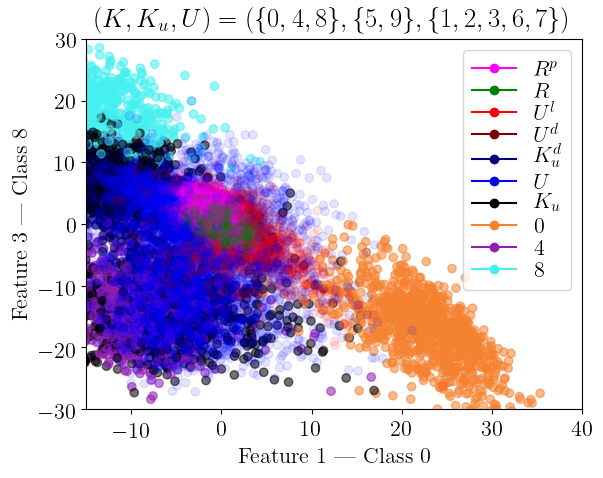 (K, K_u, U) = ({0, 4, 8}, {5, 9}, {1, 2, 3, 6, 7})
30
20
10
0
−10
−20
−30
Feature 3 — Class 8
R^p
R
U^l
U^d
K_u^d
U
K_u
0
4
8
−10
0
10
20
30
40
Feature 1 — Class 0